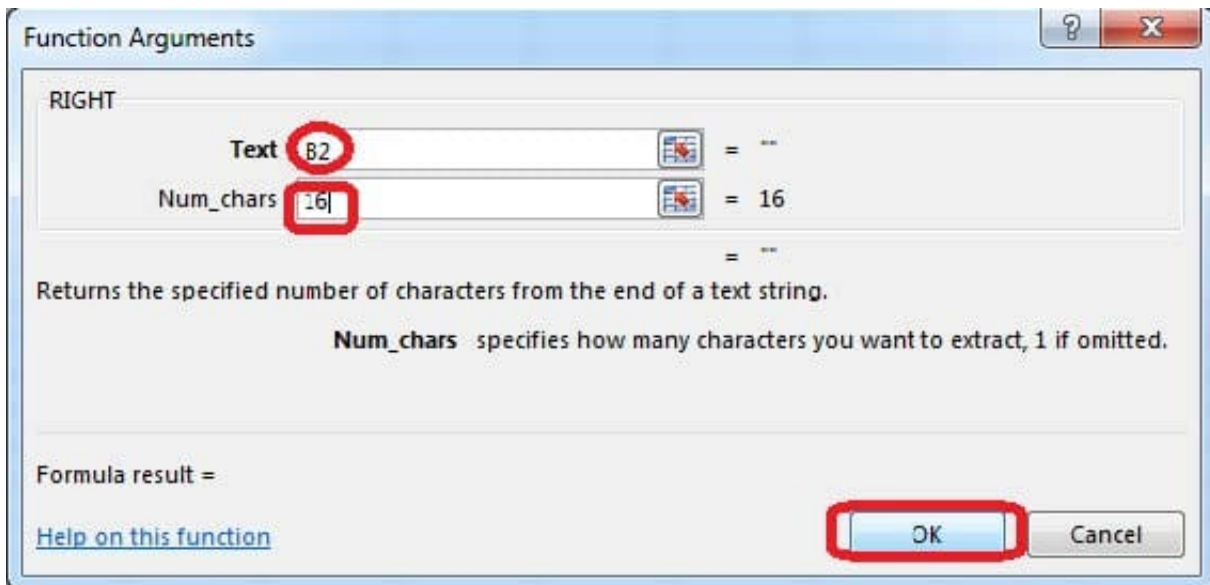 Function Arguments
RIGHT
Text B2 = ""
Num_chars 16 = 16
= ""
Returns the specified number of characters from the end of a text string.
Num_chars specifies how many characters you want to extract, 1 if omitted.
Formula result =
Help on this function OK Cancel